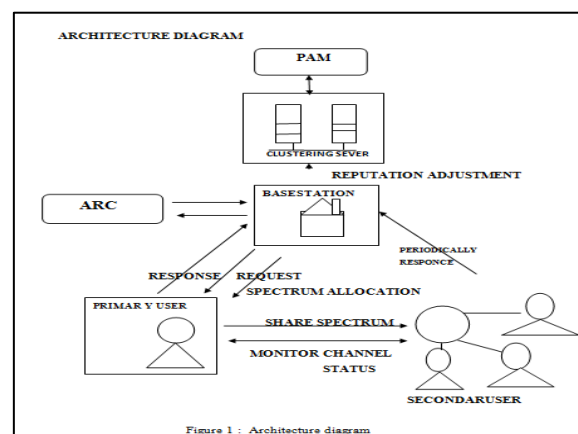 ARCHITECTURE DIAGRAM
PAM
CLUSTERING SEVER
REPUTATION ADJUSTMENT
BASESTATION
ARC
PERIODICALLY
RESPONCE
RESPONSE
REQUEST
SPECTRUM ALLOCATION
PRIMAR Y USER
SHARE SPECTRUM
MONITOR CHANNEL
STATUS
SECONDARUSER
Figure 1 : Architecture diagram